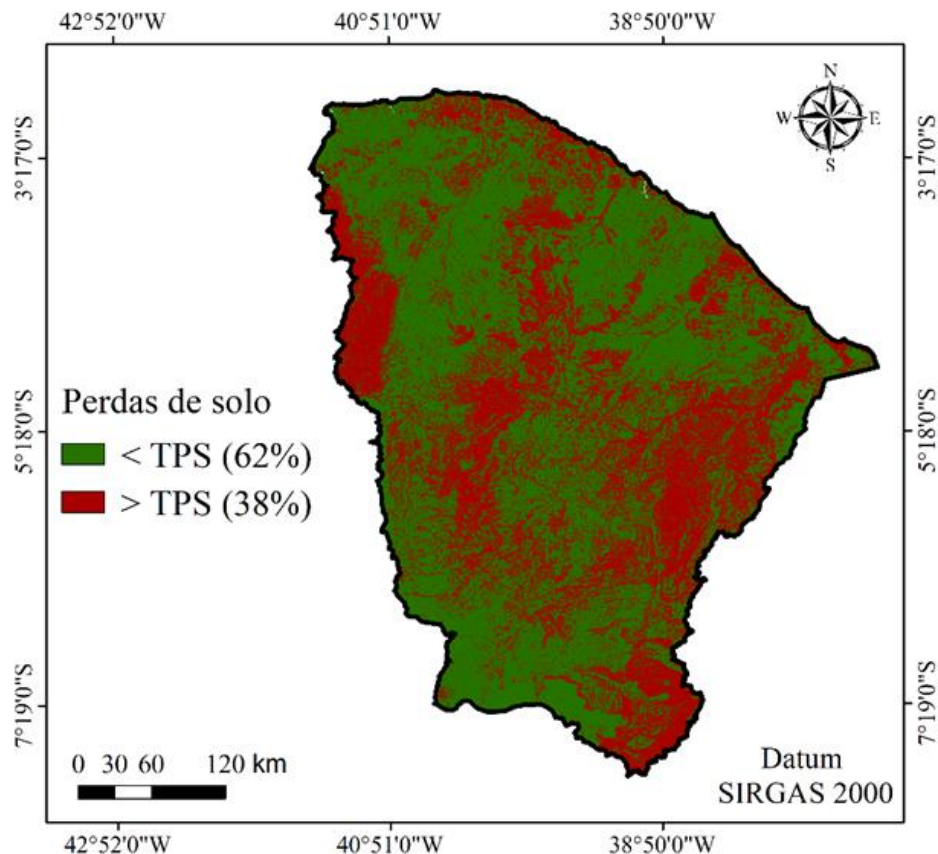 42°52'0"W 40°51'0"W 38°50'0"W
N
W E
S
3°17'0"S 3°17'0"S
Perdas de solo
< TPS (62%)
> TPS (38%)
5°18'0"S 5°18'0"S
7°19'0"S 7°19'0"S
0 30 60 120 km
Datum
SIRGAS 2000
42°52'0"W 40°51'0"W 38°50'0"W